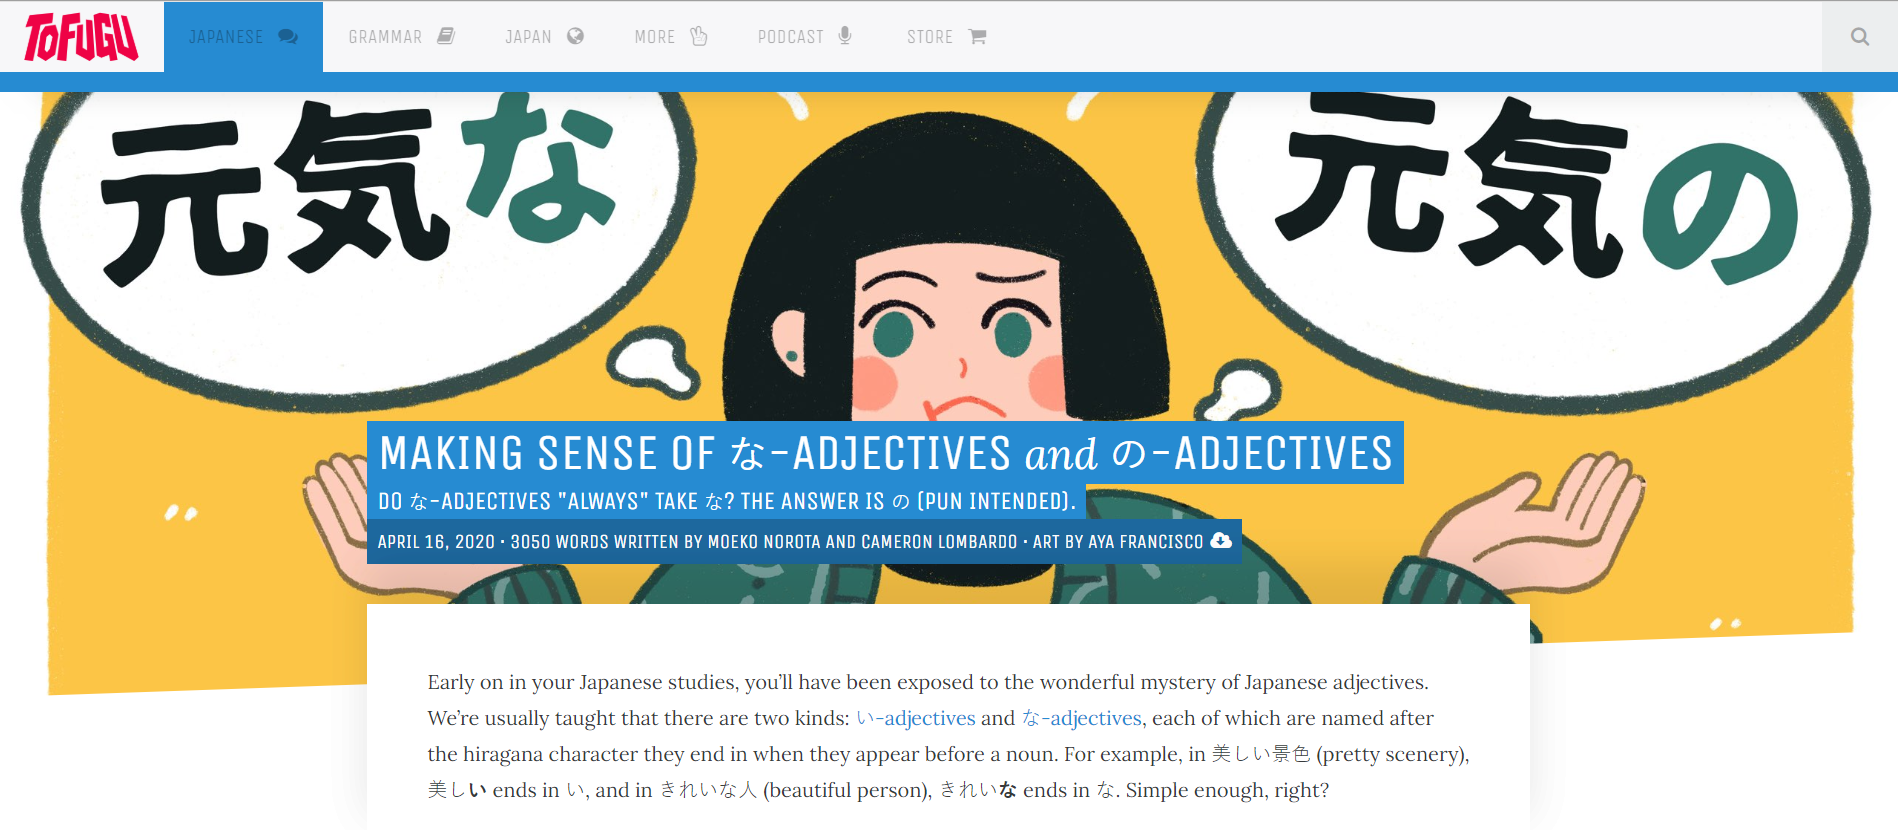 TOFUGU
JAPANESE GRAMMAR JAPAN MORE PODCAST STORE
元気な
元気の
MAKING SENSE OF な-ADJECTIVES and の-ADJECTIVES
DO な-ADJECTIVES "ALWAYS" TAKE な? THE ANSWER IS の (PUN INTENDED).
APRIL 16, 2020 · 3050 WORDS WRITTEN BY MOEKO NOROTA AND CAMERON LOMBARDO · ART BY AYA FRANCISCO
Early on in your Japanese studies, you’ll have been exposed to the wonderful mystery of Japanese adjectives.
We’re usually taught that there are two kinds: い-adjectives and な-adjectives, each of which are named after
the hiragana character they end in when they appear before a noun. For example, in 美しい景色 (pretty scenery),
美しい ends in い, and in きれいな人 (beautiful person), きれいな ends in な. Simple enough, right?